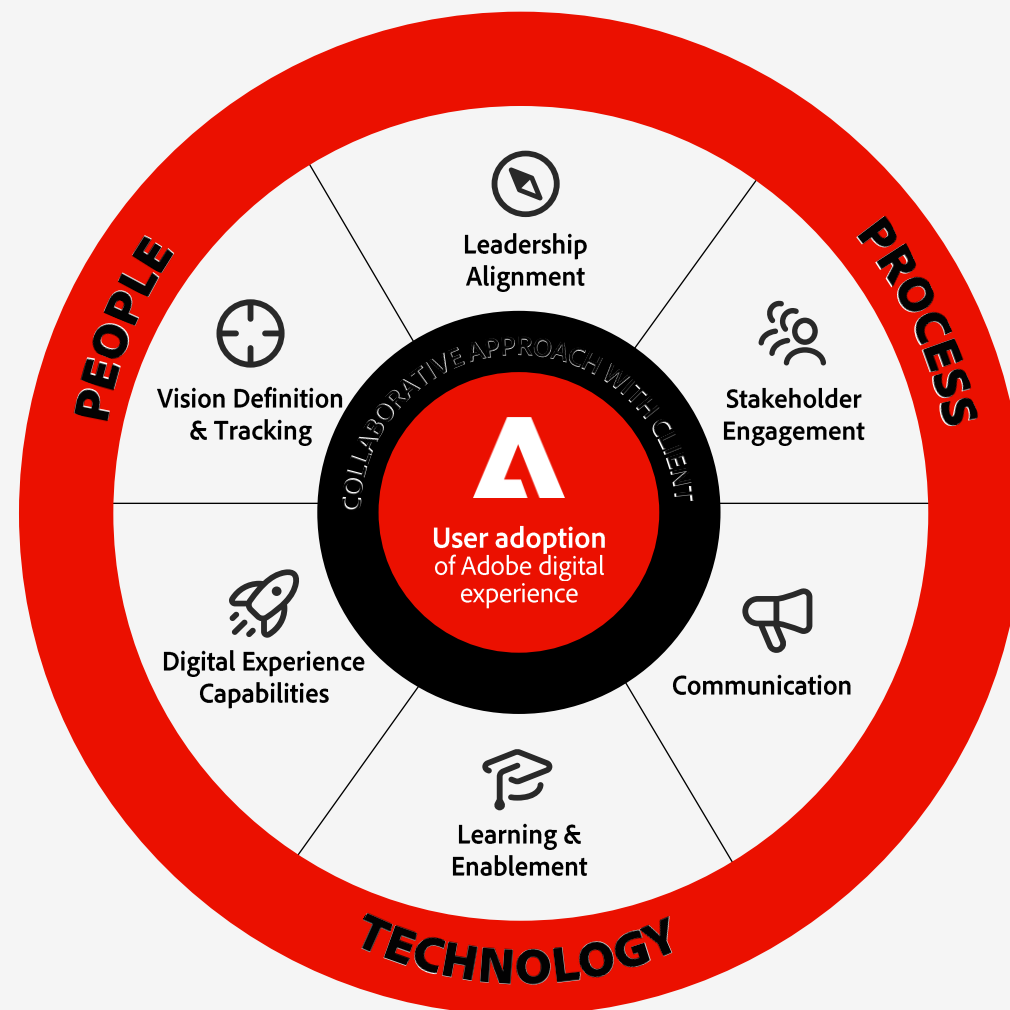 PEOPLE
PROCESS
Leadership
Alignment
Vision Definition
& Tracking
Stakeholder
Engagement
COLLABORATIVE APPROACH WITH CLIENT
User adoption
of Adobe digital
experience
Digital Experience
Capabilities
Communication
Learning &
Enablement
TECHNOLOGY